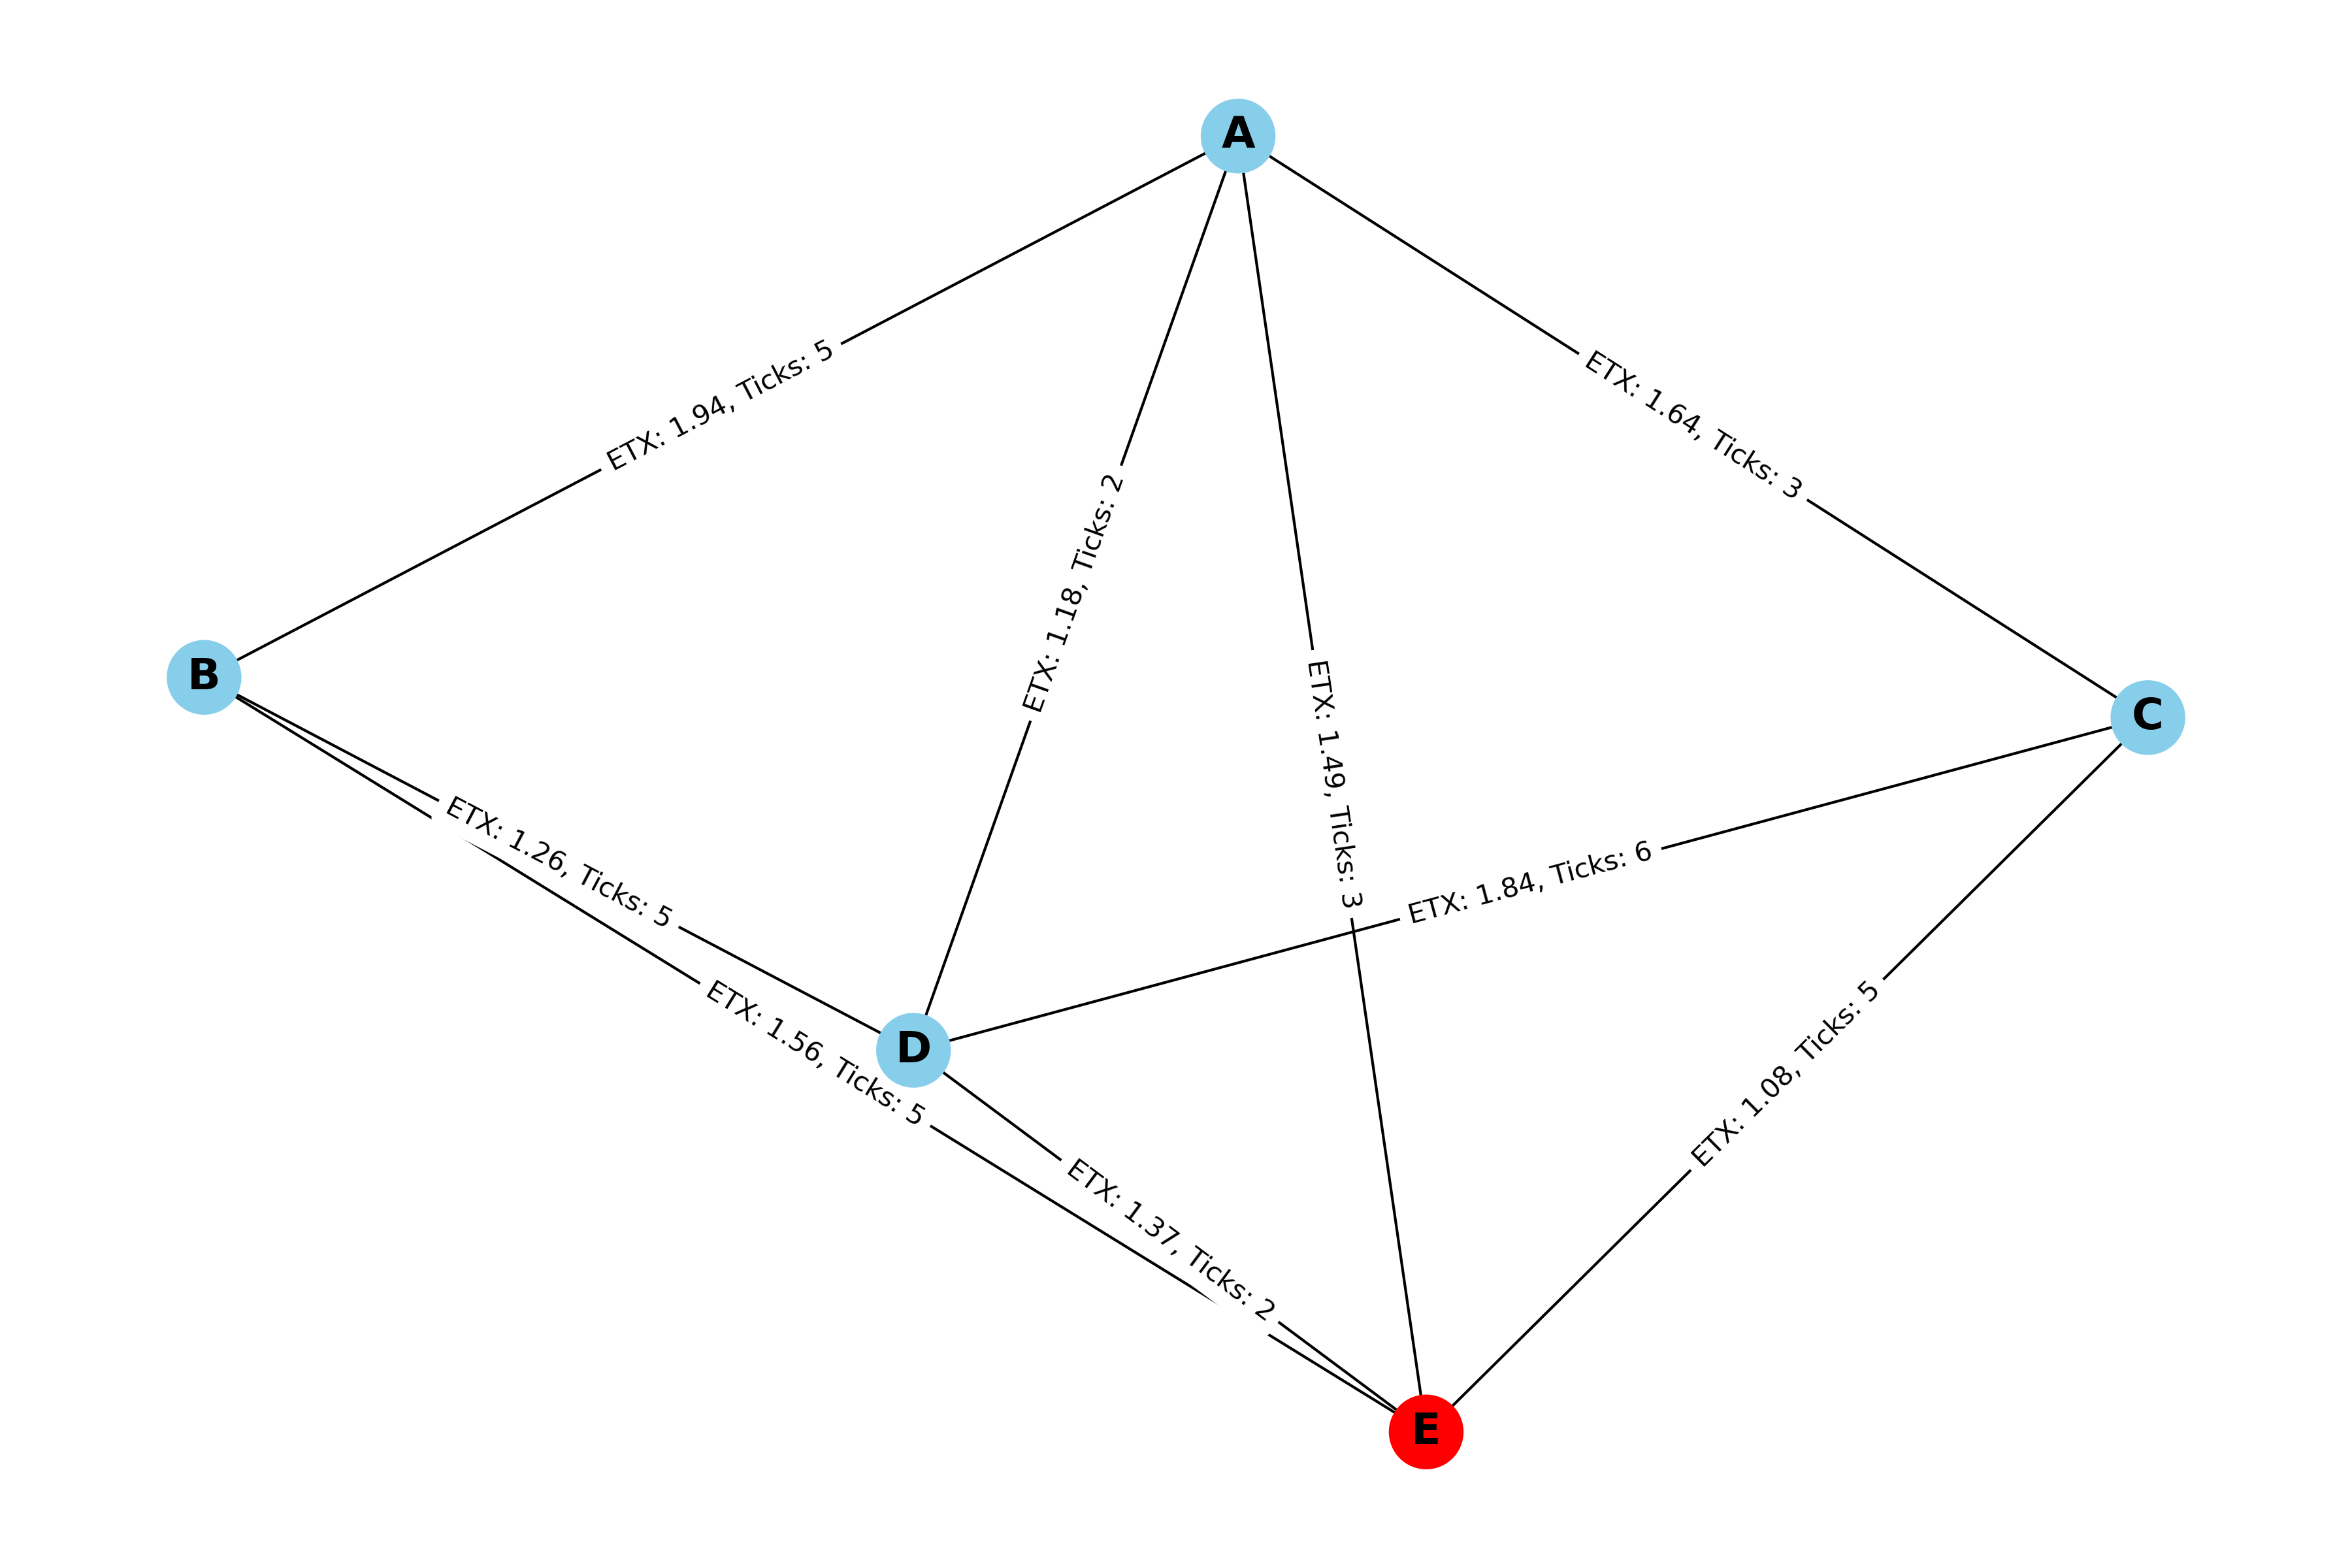 A
ETX: 1.94, Ticks: 5
ETX: 1.64, Ticks: 3
ETX: 1.18, Ticks: 2
B
ETX: 1.49, Ticks: 3
C
ETX: 1.26, Ticks: 5
ETX: 1.84, Ticks: 6
D
ETX: 1.56, Ticks: 5
ETX: 1.08, Ticks: 5
ETX: 1.37, Ticks: 2
E